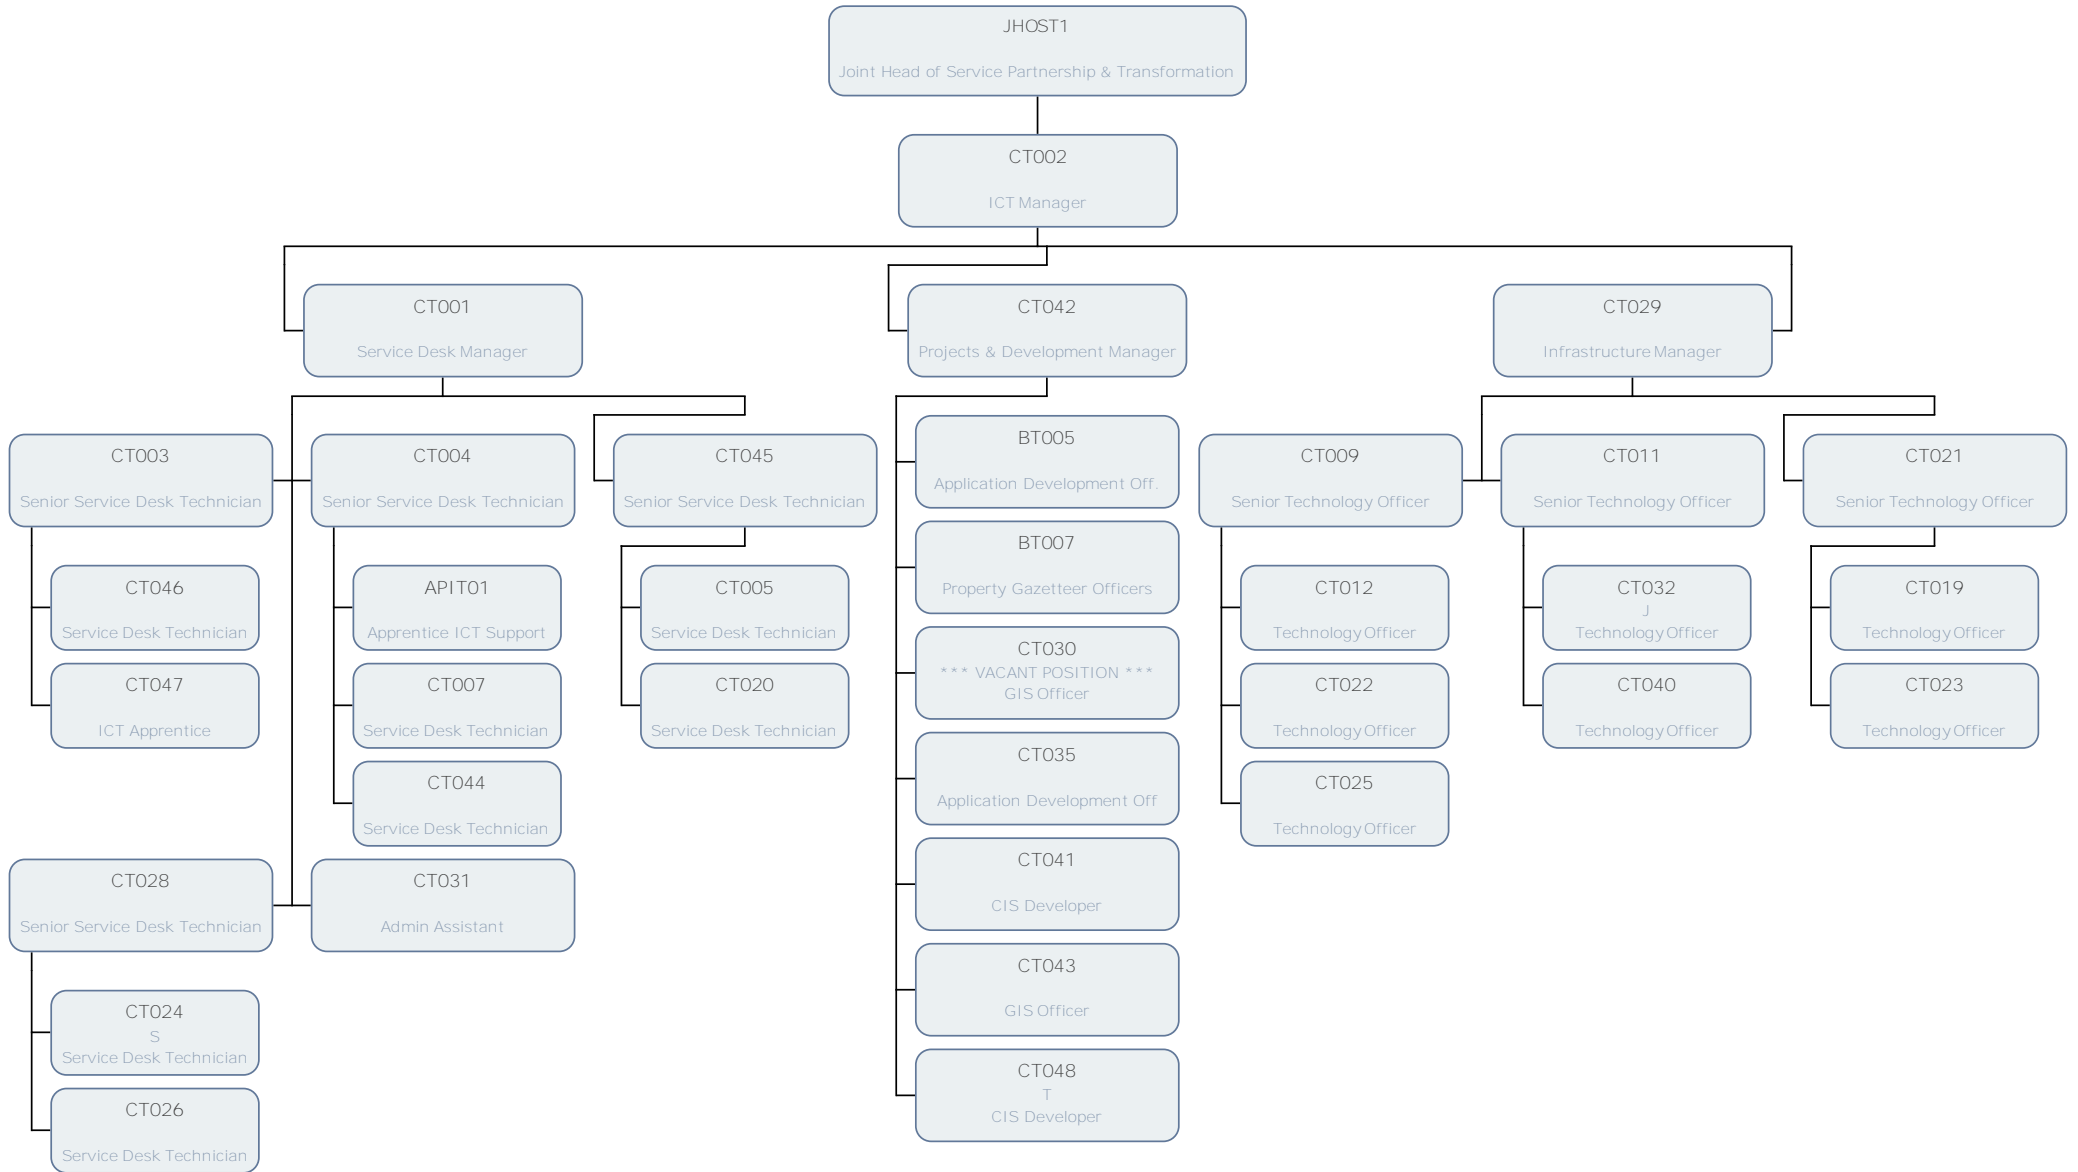 JHOST1
Joint Head of Service Partnership & Transformation
CT002
ICT Manager
CT001
Service Desk Manager
CT042
Projects & Development Manager
CT029
Infrastructure Manager
CT003
Senior Service Desk Technician
CT004
Senior Service Desk Technician
CT045
Senior Service Desk Technician
BT005
Application Development Off.
CT009
Senior Technology Officer
CT011
Senior Technology Officer
CT021
Senior Technology Officer
BT007
Property Gazetteer Officers
CT046
Service Desk Technician
APIT01
Apprentice ICT Support
CT005
Service Desk Technician
CT012
Technology Officer
CT032
J
Technology Officer
CT019
Technology Officer
CT030
*** VACANT POSITION ***
GIS Officer
CT047
ICT Apprentice
CT007
Service Desk Technician
CT020
Service Desk Technician
CT022
Technology Officer
CT040
Technology Officer
CT023
Technology Officer
CT035
Application Development Off
CT044
Service Desk Technician
CT025
Technology Officer
CT041
CIS Developer
CT028
Senior Service Desk Technician
CT031
Admin Assistant
CT043
GIS Officer
CT024
S
Service Desk Technician
CT048
T
CIS Developer
CT026
Service Desk Technician